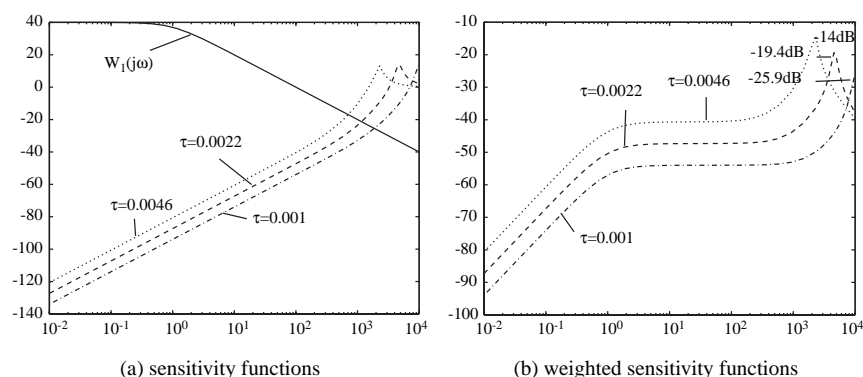 40
20
0
-20
-40
-60
-80
-100
-120
-140
W₁(jω)
τ=0.0022
τ=0.0046
τ=0.001
10⁻² 10⁻¹ 10⁰ 10¹ 10² 10³ 10⁴
(a) sensitivity functions
-10
-20
-30
-40
-50
-60
-70
-80
-90
-100
-14dB
-19.4dB
-25.9dB
τ=0.0046
τ=0.0022
τ=0.001
10⁻² 10⁻¹ 10⁰ 10¹ 10² 10³ 10⁴
(b) weighted sensitivity functions